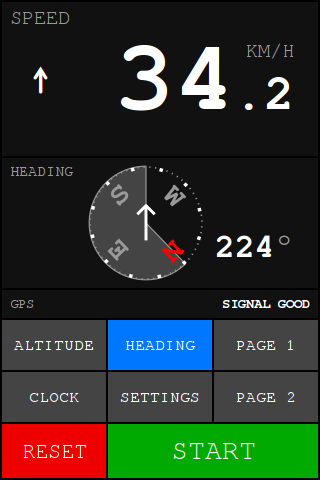 SPEED
KM/H
↑ 34.2
HEADING
S W
E N
224°
GPS SIGNAL GOOD
ALTITUDE HEADING PAGE 1
CLOCK SETTINGS PAGE 2
RESET START